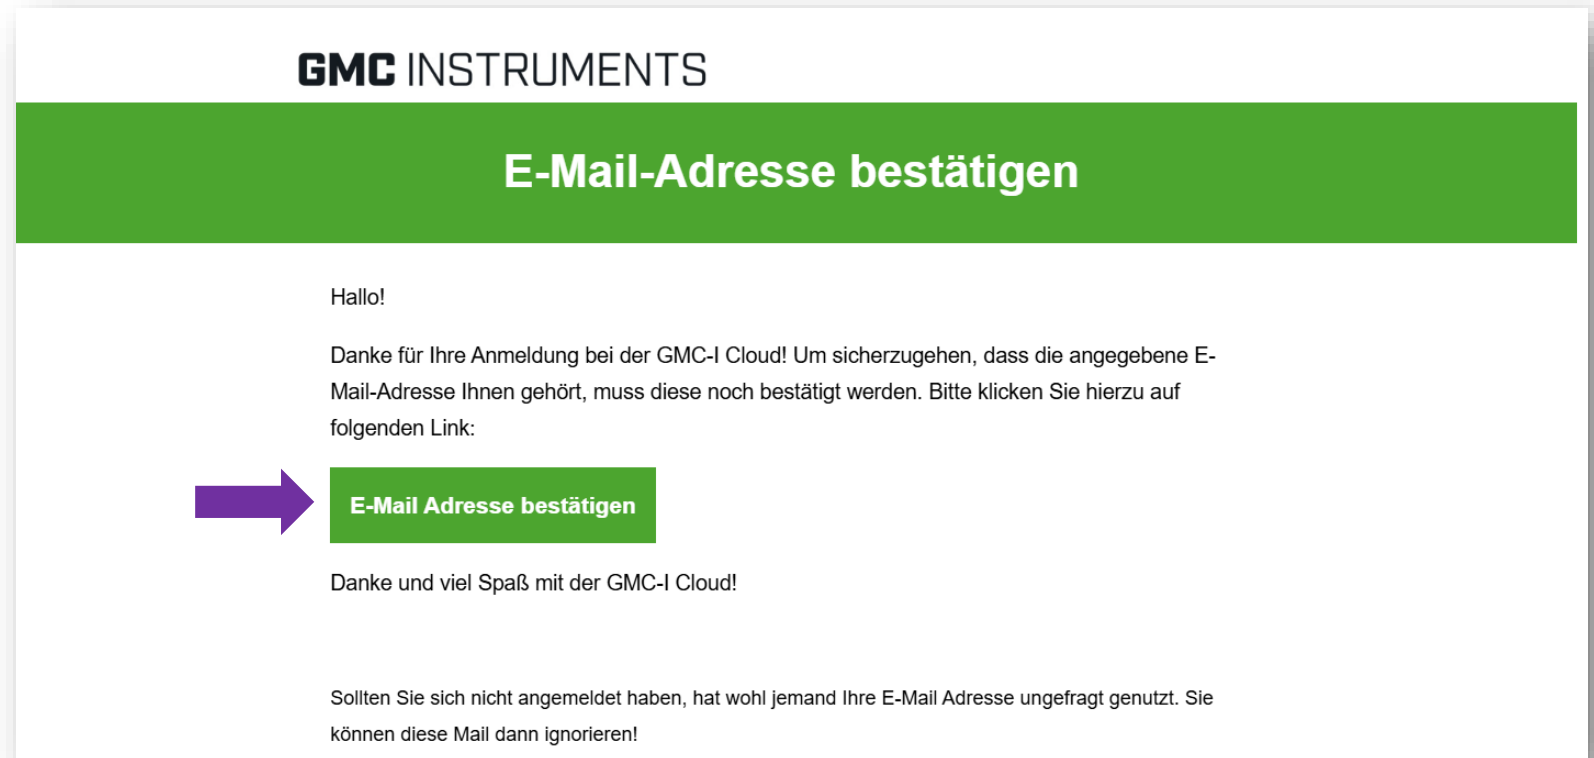 GMC INSTRUMENTS
E-Mail-Adresse bestätigen
Hallo!
Danke für Ihre Anmeldung bei der GMC-I Cloud! Um sicherzugehen, dass die angegebene E-
Mail-Adresse Ihnen gehört, muss diese noch bestätigt werden. Bitte klicken Sie hierzu auf
folgenden Link:
E-Mail Adresse bestätigen
Danke und viel Spaß mit der GMC-I Cloud!
Sollten Sie sich nicht angemeldet haben, hat wohl jemand Ihre E-Mail Adresse ungefragt genutzt. Sie
können diese Mail dann ignorieren!